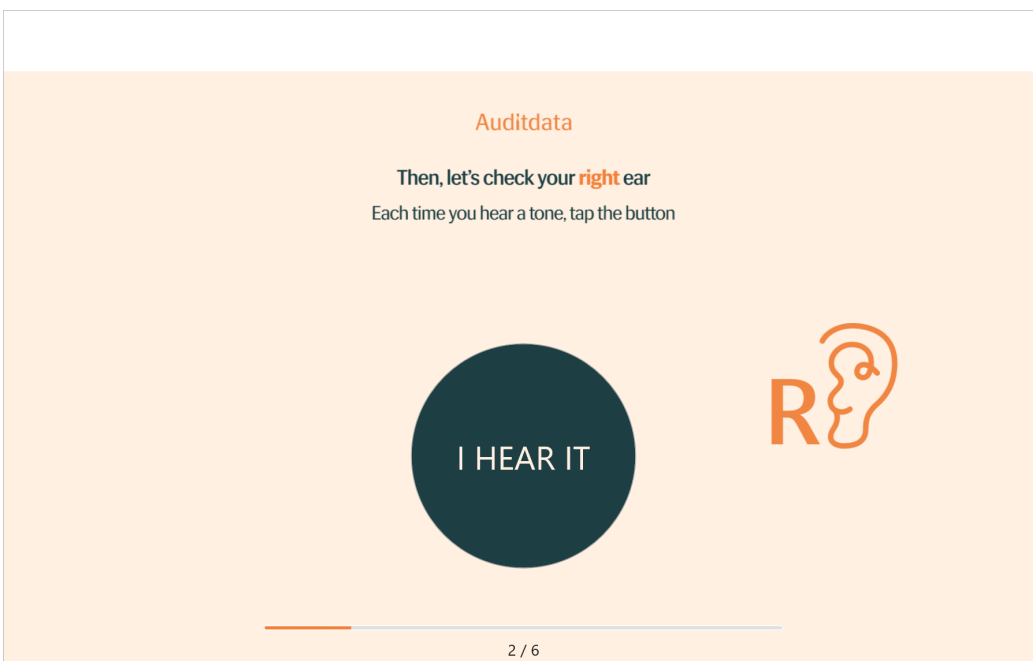 Auditdata
Then, let's check your right ear
Each time you hear a tone, tap the button
R
I HEAR IT
2 / 6